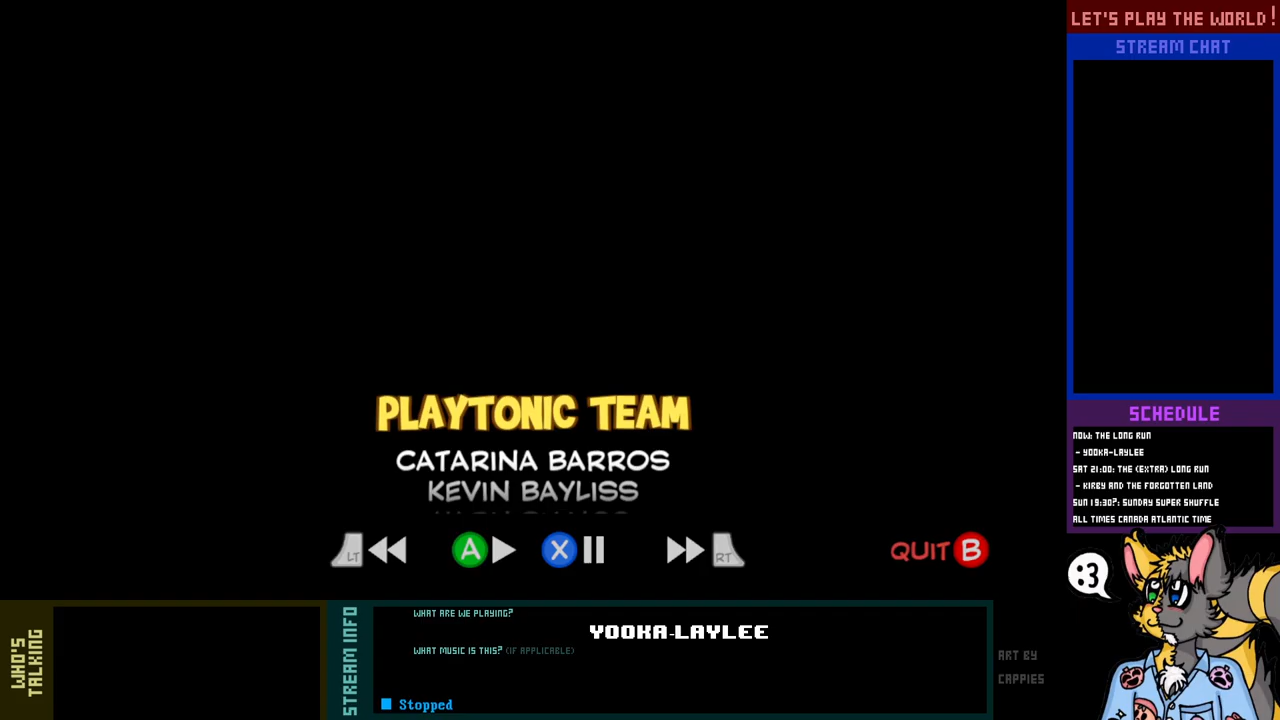 LET'S PLAY THE WORLD!
STREAM CHAT
PLAYTONIC TEAM
CATARINA BARROS
KEVIN BAYLISS
LT A X RT QUIT B
SCHEDULE
NOW: THE LONG RUN
- YOOKA-LAYLEE
SAT 21:00: THE (EXTRA) LONG RUN
- KIRBY AND THE FORGOTTEN LAND
SUN 19:30?: SUNDAY SUPER SHUFFLE
ALL TIMES CANADA ATLANTIC TIME
:3
WHO'S
TALKING
STREAM INFO
WHAT ARE WE PLAYING?
YOOKA-LAYLEE
WHAT MUSIC IS THIS? (IF APPLICABLE)
Stopped
ART BY
CAPPIES